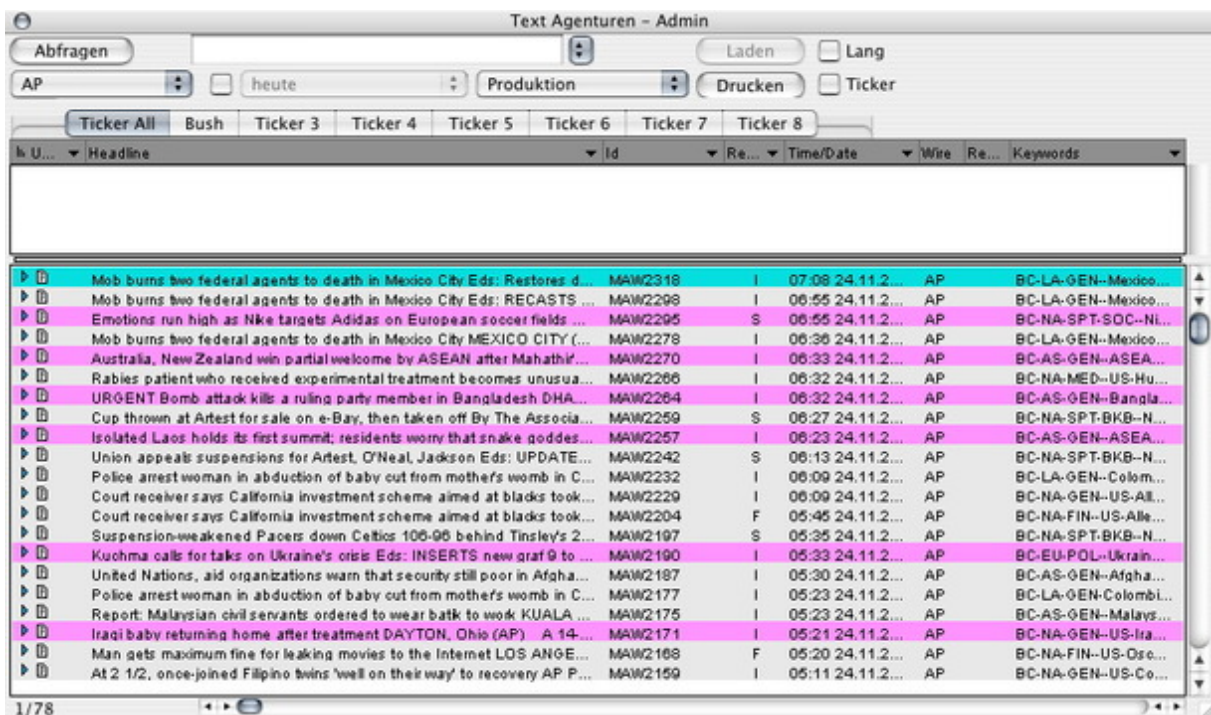 Text Agenturen – Admin
Abfragen Laden Lang
AP heute Produktion Drucken Ticker
Ticker All Bush Ticker 3 Ticker 4 Ticker 5 Ticker 6 Ticker 7 Ticker 8
U... Headline Id Re... Time/Date Wire Re... Keywords
Mob burns two federal agents to death in Mexico City Eds: Restores d... MAW2318 I 07:08 24.11.2... AP BC-LA-GEN--Mexico...
Mob burns two federal agents to death in Mexico City Eds: RECASTS ... MAW2298 I 06:55 24.11.2... AP BC-LA-GEN--Mexico...
Emotions run high as Nike targets Adidas on European soccer fields ... MAW2295 S 06:55 24.11.2... AP BC-NA-SPT-SOC--Ni...
Mob burns two federal agents to death in Mexico City MEXICO CITY (... MAW2278 I 06:36 24.11.2... AP BC-LA-GEN--Mexico...
Australia, New Zealand win partial welcome by ASEAN after Mahathir'... MAW2270 I 06:33 24.11.2... AP BC-AS-GEN--ASEA...
Rabies patient who received experimental treatment becomes unusua... MAW2266 I 06:32 24.11.2... AP BC-NA-MED--US-Hu...
URGENT Bomb attack kills a ruling party member in Bangladesh DHA... MAW2264 I 06:32 24.11.2... AP BC-AS-GEN--Bangla...
Cup thrown at Artest for sale on e-Bay, then taken off By The Associa... MAW2259 S 06:27 24.11.2... AP BC-NA-SPT-BKB--N...
Isolated Laos holds its first summit; residents worry that snake goddes... MAW2257 I 06:23 24.11.2... AP BC-AS-GEN--ASEA...
Union appeals suspensions for Artest, O'Neal, Jackson Eds: UPDATE... MAW2242 S 06:13 24.11.2... AP BC-NA-SPT-BKB--N...
Police arrest woman in abduction of baby cut from mother's womb in C... MAW2232 I 06:09 24.11.2... AP BC-LA-GEN--Colom...
Court receiver says California investment scheme aimed at blacks took... MAW2229 I 06:09 24.11.2... AP BC-NA-GEN--US-All...
Court receiver says California investment scheme aimed at blacks took... MAW2204 F 05:45 24.11.2... AP BC-NA-FIN--US-Alle...
Suspension-weakened Pacers down Celtics 106-96 behind Tinsley's 2... MAW2197 S 05:35 24.11.2... AP BC-NA-SPT-BKB--N...
Kuchma calls for talks on Ukraine's crisis Eds: INSERTS new graf 9 to ... MAW2190 I 05:33 24.11.2... AP BC-EU-POL--Ukrain...
United Nations, aid organizations warn that security still poor in Afgha... MAW2187 I 05:30 24.11.2... AP BC-AS-GEN--Afgha...
Police arrest woman in abduction of baby cut from mother's womb in C... MAW2177 I 05:23 24.11.2... AP BC-LA-GEN-Colombi...
Report: Malaysian civil servants ordered to wear batik to work KUALA ... MAW2175 I 05:23 24.11.2... AP BC-AS-GEN--Malays...
Iraqi baby returning home after treatment DAYTON, Ohio (AP) A 14-... MAW2171 I 05:21 24.11.2... AP BC-NA-GEN--US-Ira...
Man gets maximum fine for leaking movies to the Internet LOS ANGE... MAW2168 F 05:20 24.11.2... AP BC-NA-FIN--US-Osc...
At 2 1/2, once-joined Filipino twins 'well on their way' to recovery AP P... MAW2159 I 05:11 24.11.2... AP BC-NA-GEN--US-Co...
1/78